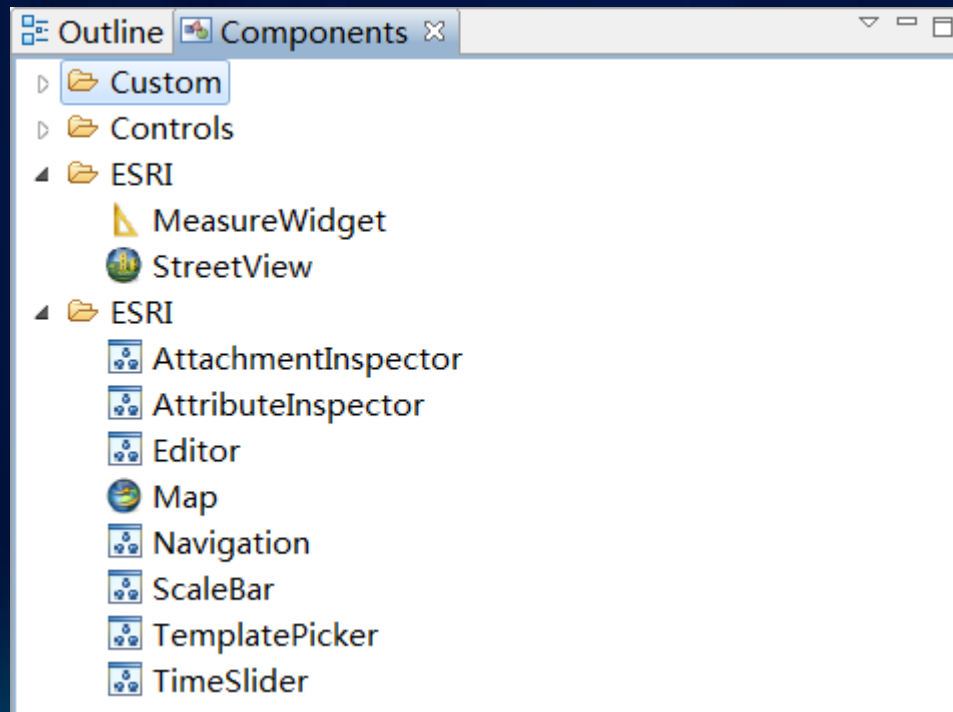 Outline Components
Custom
Controls
ESRI
MeasureWidget
StreetView
ESRI
AttachmentInspector
AttributeInspector
Editor
Map
Navigation
ScaleBar
TemplatePicker
TimeSlider